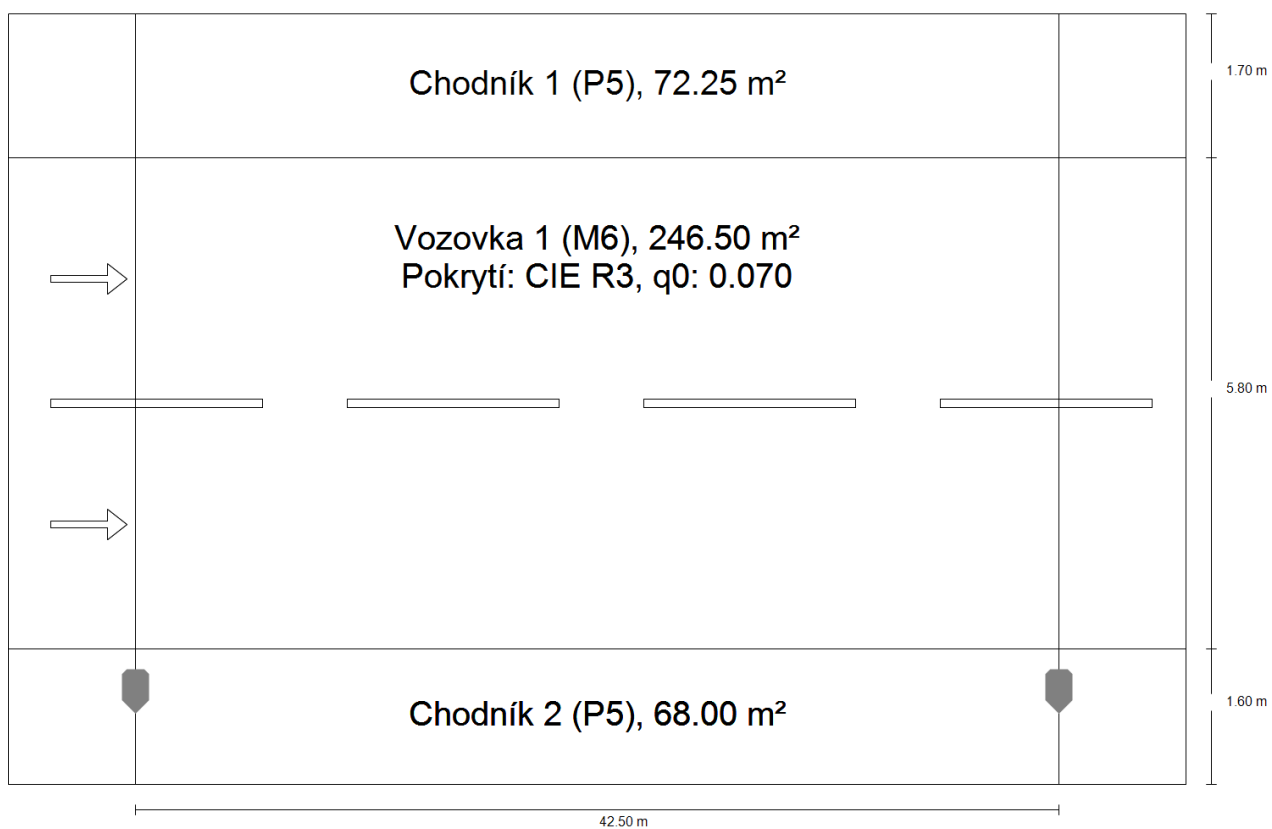 Chodník 1 (P5), 72.25 m²
1.70 m
Vozovka 1 (M6), 246.50 m²
Pokrytí: CIE R3, q0: 0.070
5.80 m
Chodník 2 (P5), 68.00 m²
1.60 m
42.50 m